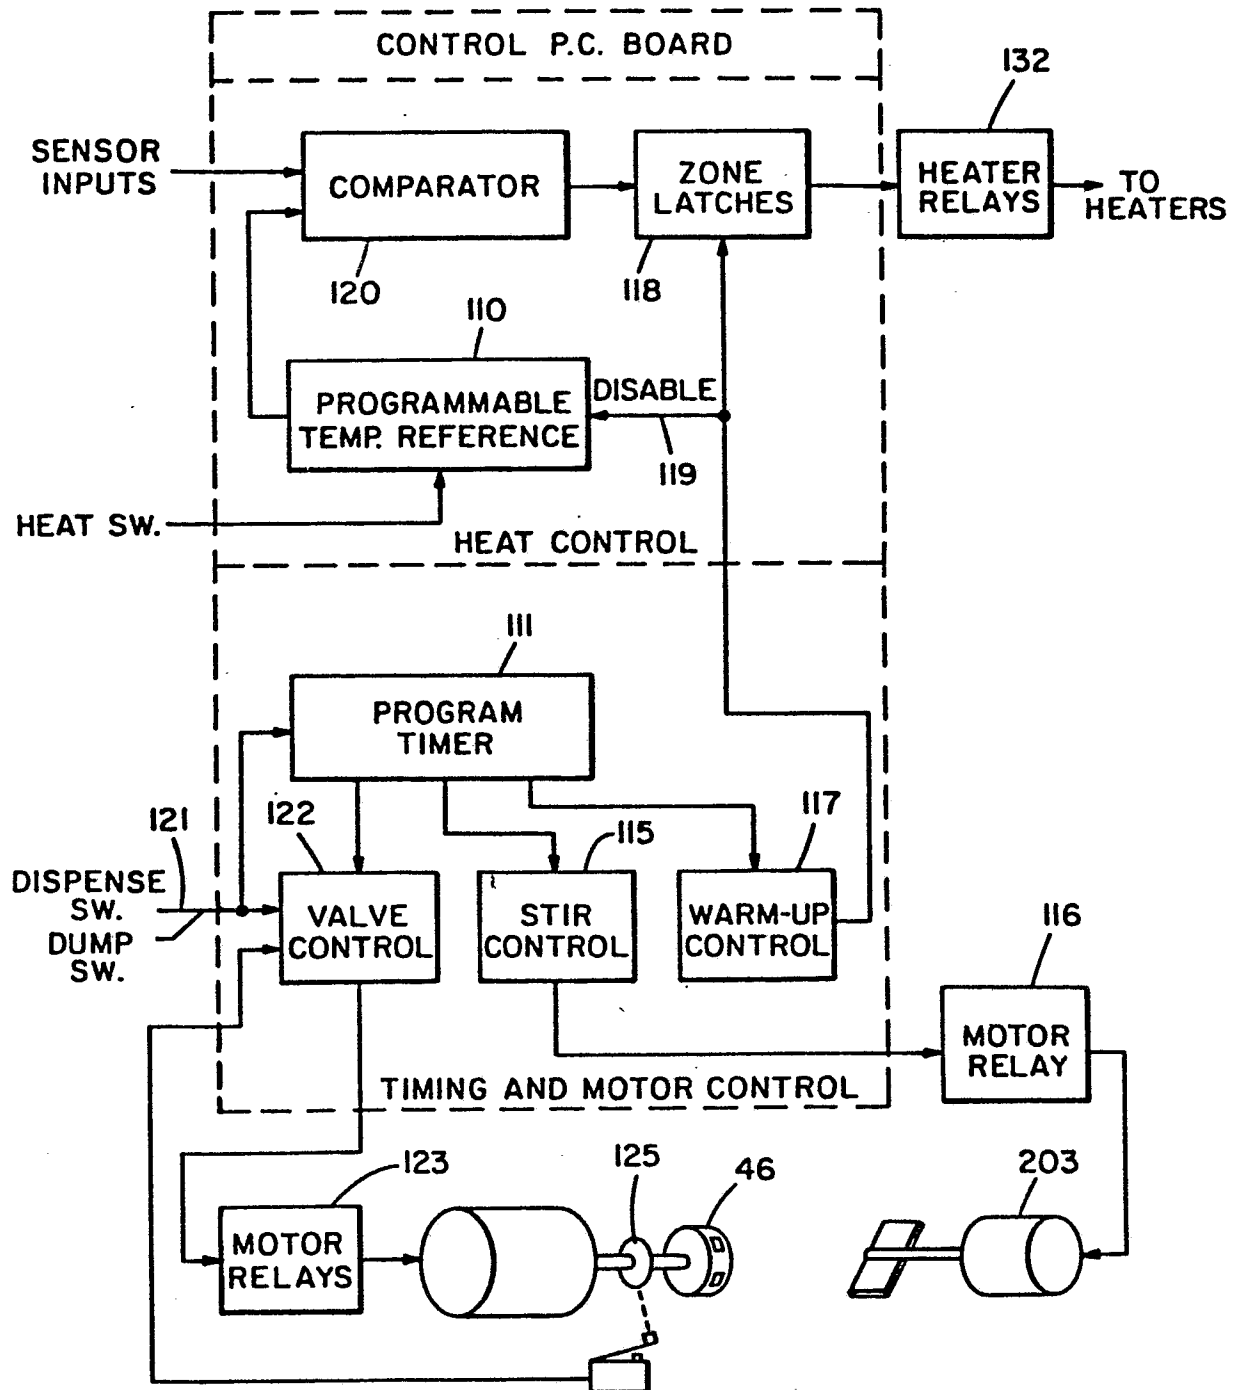 CONTROL P.C. BOARD
132
SENSOR
INPUTS
COMPARATOR
ZONE
LATCHES
HEATER
RELAYS
TO
HEATERS
120
118
110
PROGRAMMABLE
TEMP. REFERENCE
DISABLE
119
HEAT SW.
HEAT CONTROL
111
PROGRAM
TIMER
121
122
115
117
DISPENSE
SW.
DUMP
SW.
VALVE
CONTROL
STIR
CONTROL
WARM-UP
CONTROL
116
MOTOR
RELAY
TIMING AND MOTOR CONTROL
123
125
46
203
MOTOR
RELAYS